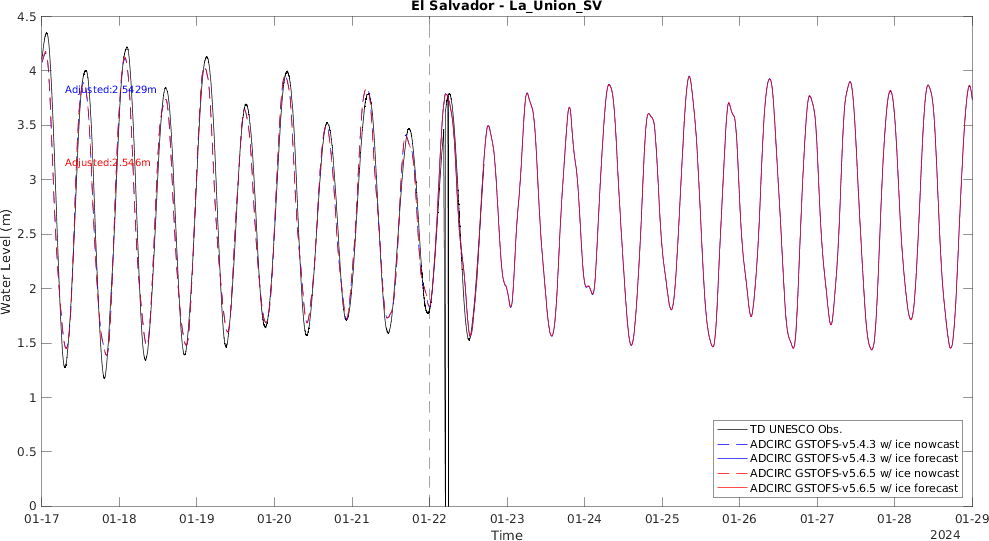 El Salvador - La_Union_SV
4.5
4
3.5
3
2.5
2
1.5
1
0.5
0
Water Level (m)
Adjusted:2.5429m
Adjusted:2.546m
TD UNESCO Obs.
ADCIRC GSTOFS-v5.4.3 w/ ice nowcast
ADCIRC GSTOFS-v5.4.3 w/ ice forecast
ADCIRC GSTOFS-v5.6.5 w/ ice nowcast
ADCIRC GSTOFS-v5.6.5 w/ ice forecast
01-17 01-18 01-19 01-20 01-21 01-22 01-23 01-24 01-25 01-26 01-27 01-28 01-29
Time
2024